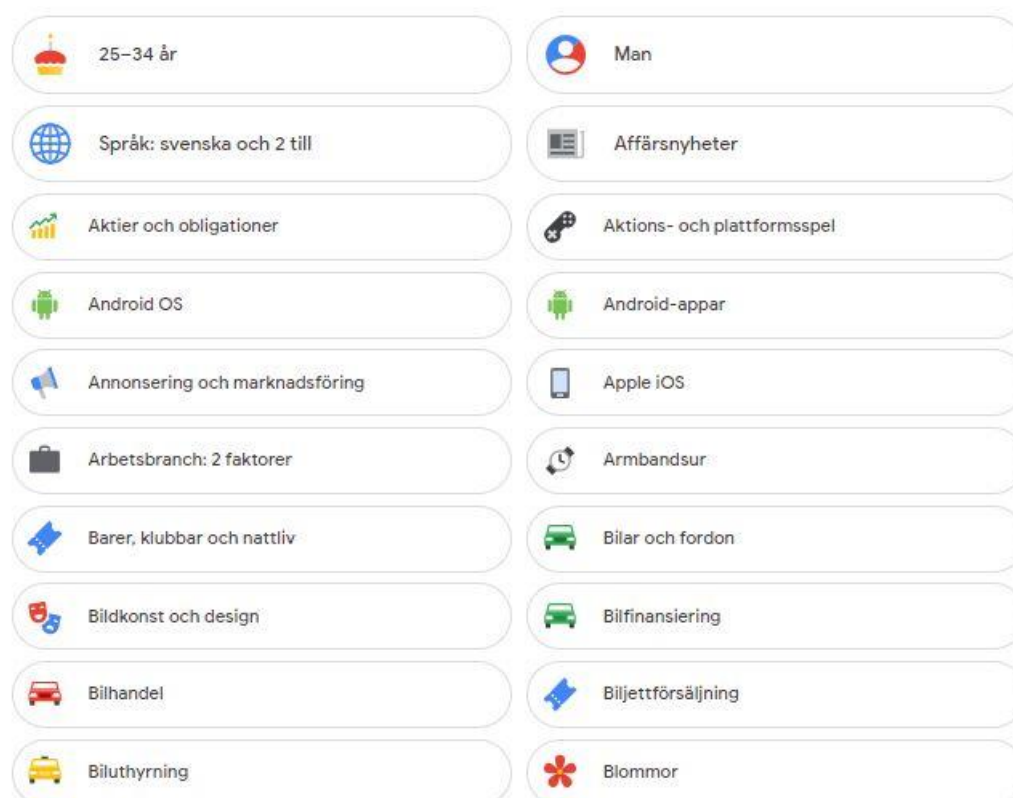 25–34 år
Man
Språk: svenska och 2 till
Affärsnyheter
Aktier och obligationer
Aktions- och plattformsspel
Android OS
Android-appar
Annonsering och marknadsföring
Apple iOS
Arbetsbranch: 2 faktorer
Armbandsur
Barer, klubbar och nattliv
Bilar och fordon
Bildkonst och design
Bilfinansiering
Bilhandel
Biljettförsäljning
Biluthyrning
Blommor